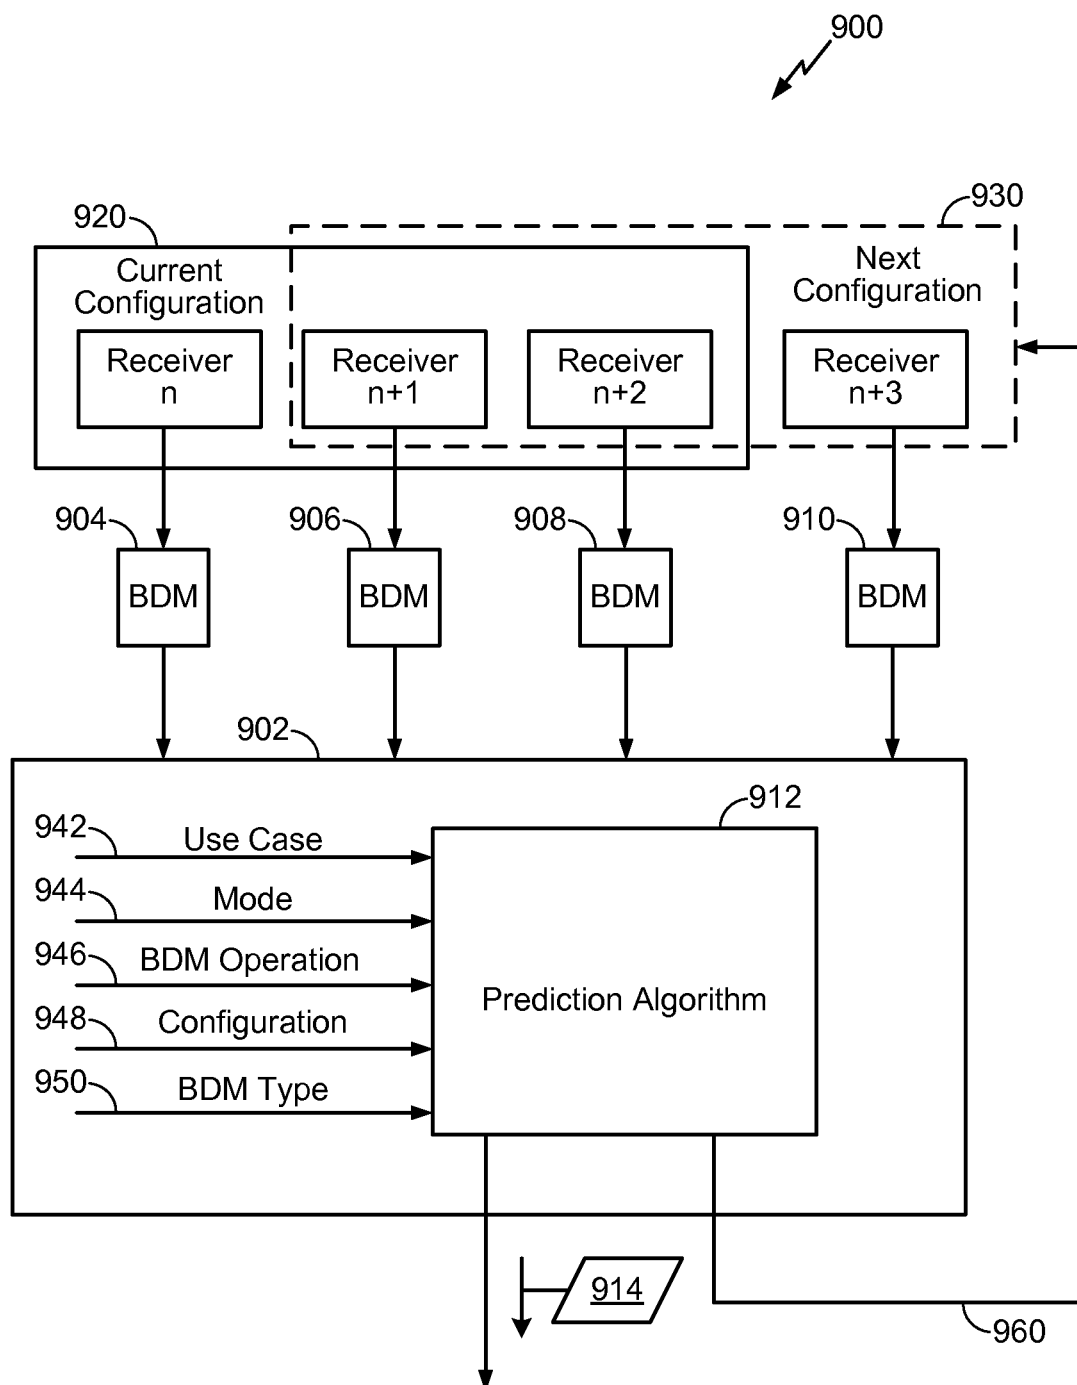 900
920
930
Current
Configuration
Next
Configuration
Receiver
n
Receiver
n+1
Receiver
n+2
Receiver
n+3
904
906
908
910
BDM
BDM
BDM
BDM
902
912
942
Use Case
944
Mode
946
BDM Operation
948
Configuration
950
BDM Type
Prediction Algorithm
914
960